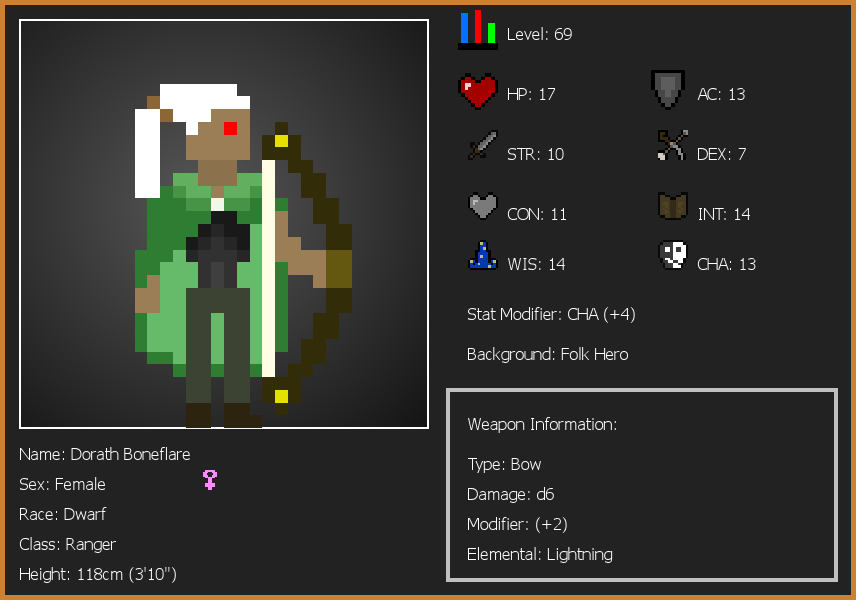 Level: 69
HP: 17
AC: 13
STR: 10
DEX: 7
CON: 11
INT: 14
WIS: 14
CHA: 13
Stat Modifier: CHA (+4)
Background: Folk Hero
Weapon Information:
Type: Bow
Damage: d6
Modifier: (+2)
Elemental: Lightning
Name: Dorath Boneflare
Sex: Female
Race: Dwarf
Class: Ranger
Height: 118cm (3'10")